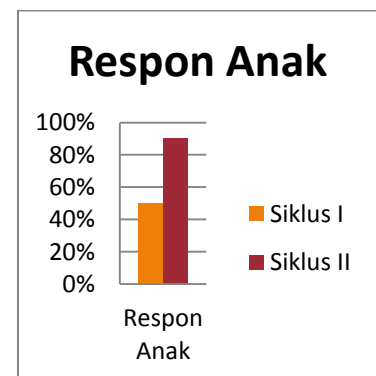 Respon Anak
100%
80%
60%
40%
20%
0%
Respon
Anak
Siklus I
Siklus II